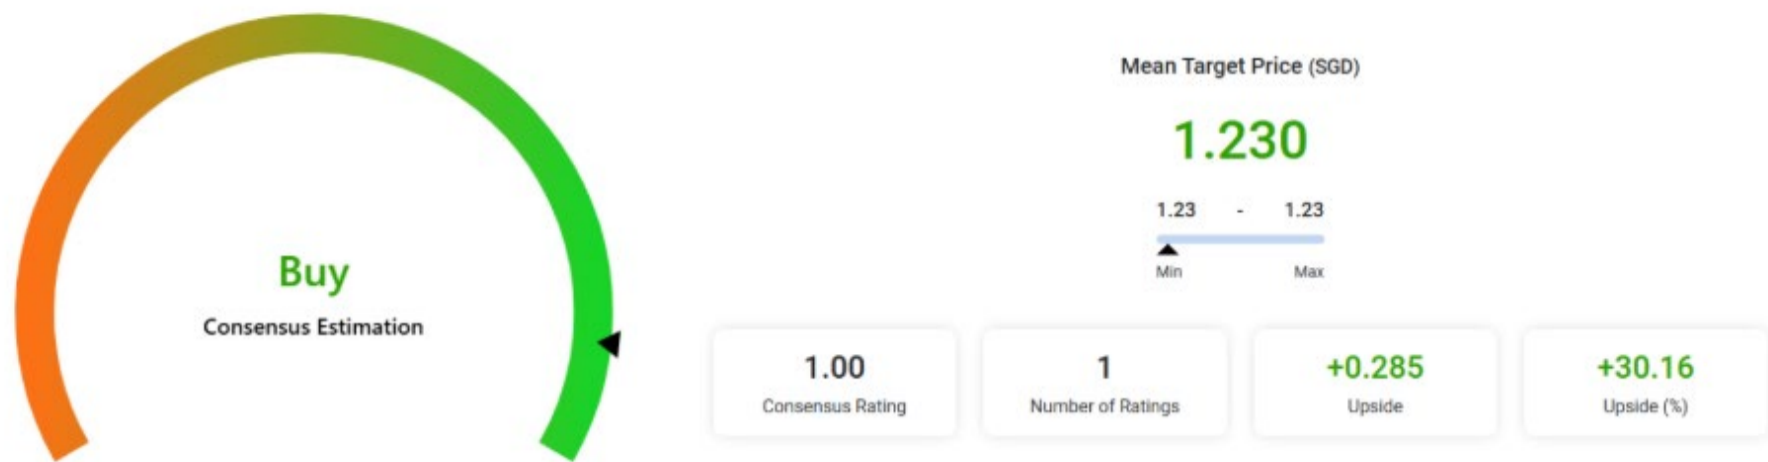 Buy
Consensus Estimation
Mean Target Price (SGD)
1.230
1.23 - 1.23
Min Max
1.00
Consensus Rating
1
Number of Ratings
+0.285
Upside
+30.16
Upside (%)